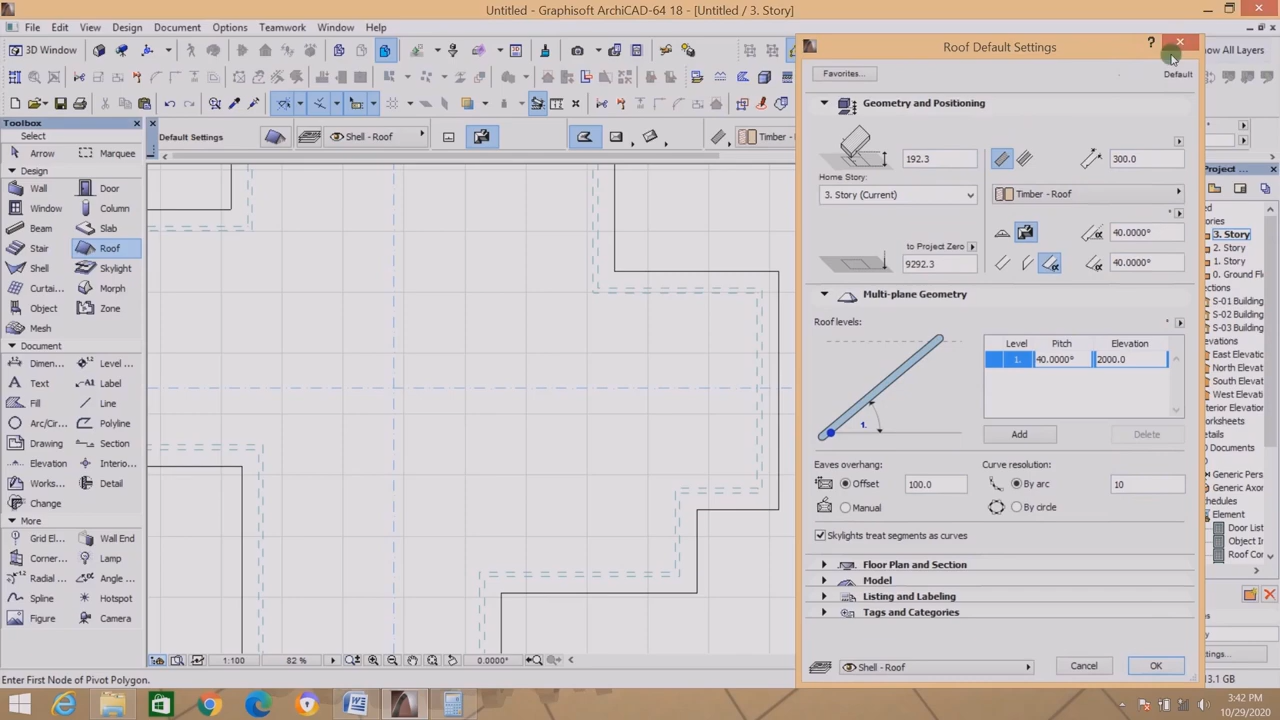 Untitled - Graphisoft ArchiCAD-64 18 - [Untitled / 3. Story]
File Edit View Design Document Options Teamwork Window Help
3D Window
how All Layers
Toolbox
Select
Arrow Marquee
Design
Wall Door
Window Column
Beam Slab
Stair Roof
Shell Skylight
Curtai... Morph
Object Zone
Mesh
Document
Dimen... Level ...
Text Label
Fill Line
Arc/Cir... Polyline
Drawing Section
Elevation Interio...
Works... Detail
Change
More
Grid El... Wall End
Corner... Lamp
Radial ... Angle ...
Spline Hotspot
Figure Camera
Default Settings
Shell - Roof
Timber -
Roof Default Settings
?
Favorites...
Default
Geometry and Positioning
192.3
300.0
Home Story:
3. Story (Current)
Timber - Roof
40.0000°
to Project Zero
9292.3
40.0000°
Multi-plane Geometry
Roof levels:
Level Pitch Elevation
1. 40.0000° 2000.0
1.
Add Delete
Eaves overhang: Curve resolution:
Offset 100.0 By arc 10
Manual By circle
Skylights treat segments as curves
Floor Plan and Section
Model
Listing and Labeling
Tags and Categories
Shell - Roof
Cancel OK
Project ...
3. Story
2. Story
1. Story
0. Ground Fl
S-01 Building
S-02 Building
S-03 Building
East Elevatio
North Elevat
South Elevat
West Elevati
Generic Pers
Generic Axo
Element
Door List
Object In
Roof Cor
1:100 82 % 0.0000°
Enter First Node of Pivot Polygon.
13.1 GB
3:42 PM
10/29/2020